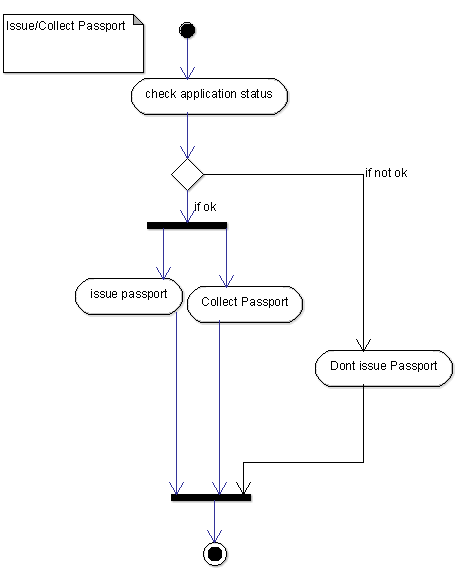 Issue/Collect Passport
check application status
if not ok
if ok
issue passport
Collect Passport
Dont issue Passport